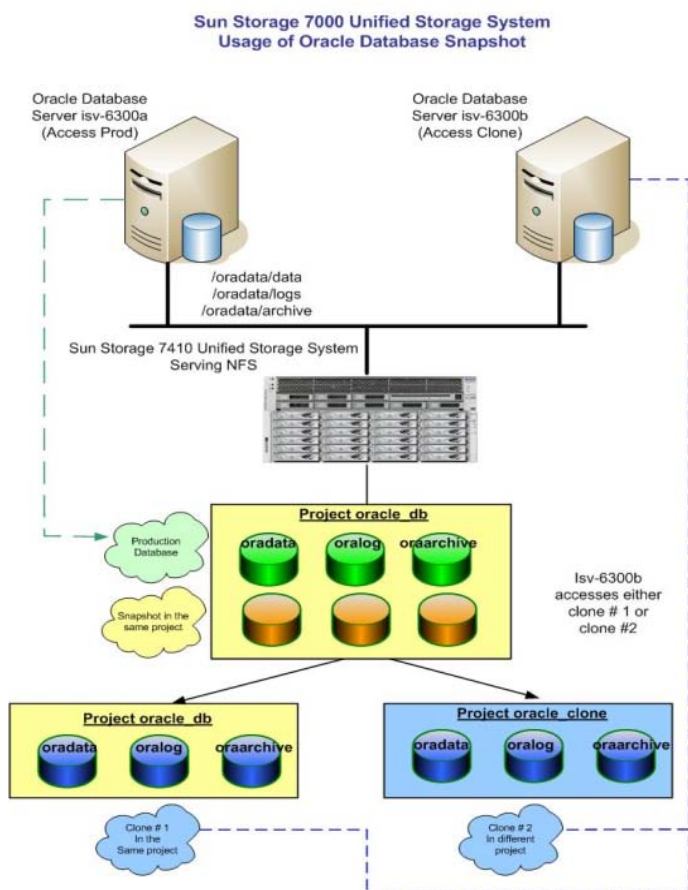 Sun Storage 7000 Unified Storage System
Usage of Oracle Database Snapshot
Oracle Database
Server isv-6300a
(Access Prod)
Oracle Database
Server isv-6300b
(Access Clone)
/oradata/data
/oradata/logs
/oradata/archive
Sun Storage 7410 Unified Storage System
Serving NFS
Project oracle_db
oradata
oralog
oraarchive
Production
Database
Snapshot in the
same project
Isv-6300b
accesses either
clone # 1 or
clone #2
Project oracle_db
oradata
oralog
oraarchive
Project oracle_clone
oradata
oralog
oraarchive
Clone # 1
In the
Same project
Clone # 2
In different
project